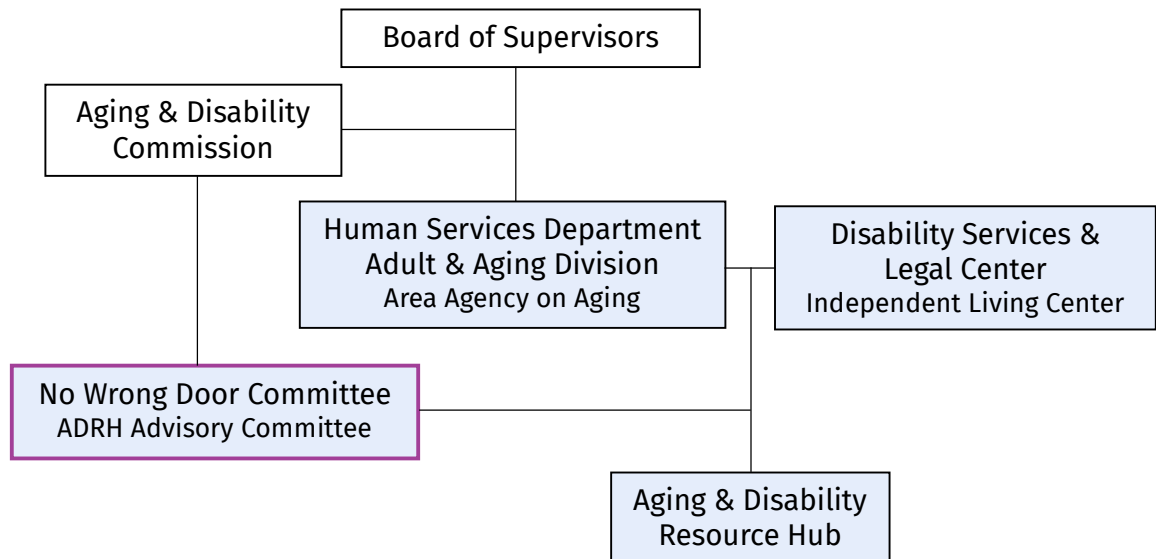 Board of Supervisors
Aging & Disability
Commission
Human Services Department
Adult & Aging Division
Area Agency on Aging
Disability Services &
Legal Center
Independent Living Center
No Wrong Door Committee
ADRH Advisory Committee
Aging & Disability
Resource Hub